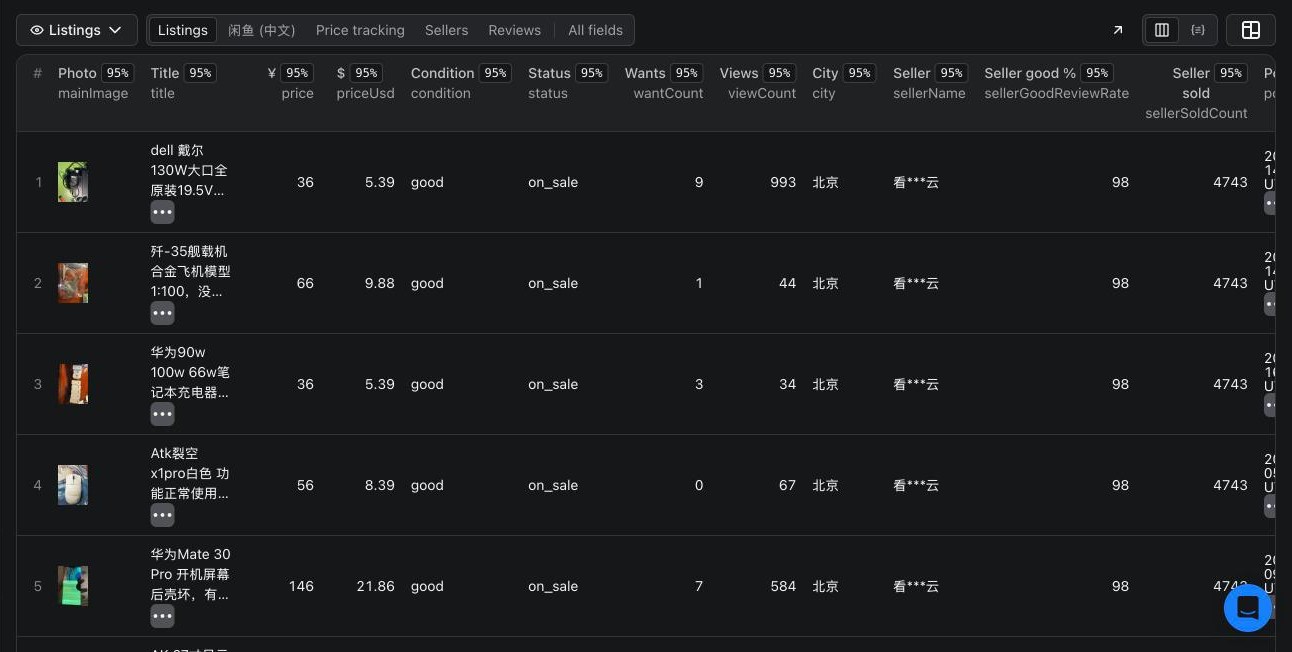 Listings
Listings 闲鱼 (中文) Price tracking Sellers Reviews All fields
# Photo 95% Title 95% ¥ 95% $ 95% Condition 95% Status 95% Wants 95% Views 95% City 95% Seller 95% Seller good % 95% Seller 95%
sold
mainImage title price priceUsd condition status wantCount viewCount city sellerName sellerGoodReviewRate
sellerSoldCount
dell 戴尔
130W大口全
原装19.5V...
1 36 5.39 good on_sale 9 993 北京 看***云 98 4743
歼-35舰载机
合金飞机模型
1:100，没...
2 66 9.88 good on_sale 1 44 北京 看***云 98 4743
华为90w
100w 66w笔
记本充电器...
3 36 5.39 good on_sale 3 34 北京 看***云 98 4743
Atk裂空
x1pro白色 功
能正常使用...
4 56 8.39 good on_sale 0 67 北京 看***云 98 4743
华为Mate 30
Pro 开机屏幕
后壳坏，有...
5 146 21.86 good on_sale 7 584 北京 看***云 98 4743